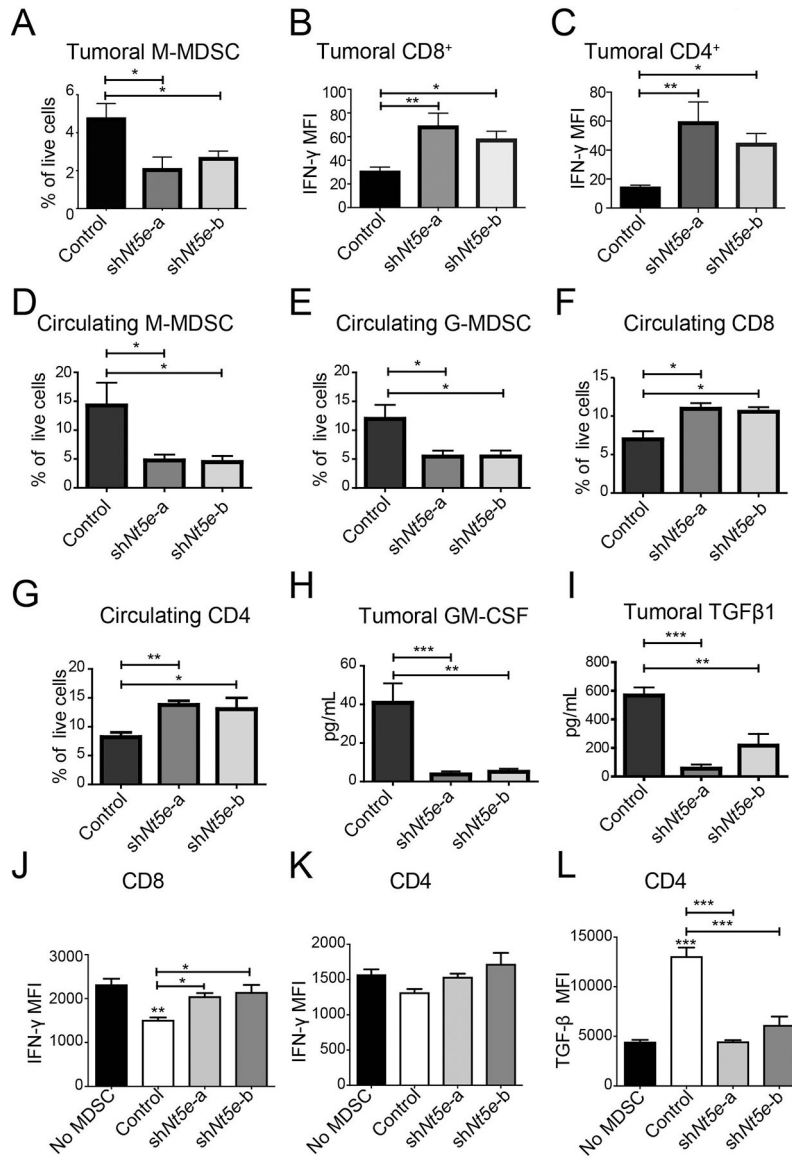 A
Tumoral M-MDSC
% of live cells
6
4
2
0
*
*
Control
shNt5e-a
shNt5e-b
B
Tumoral CD8+
IFN-γ MFI
100
80
60
40
20
0
*
**
Control
shNt5e-a
shNt5e-b
C
Tumoral CD4+
IFN-γ MFI
80
60
40
20
0
*
**
Control
shNt5e-a
shNt5e-b
D
Circulating M-MDSC
% of live cells
20
15
10
5
0
*
*
Control
shNt5e-a
shNt5e-b
E
Circulating G-MDSC
% of live cells
20
15
10
5
0
*
*
Control
shNt5e-a
shNt5e-b
F
Circulating CD8
% of live cells
15
10
5
0
*
*
Control
shNt5e-a
shNt5e-b
G
Circulating CD4
% of live cells
20
15
10
5
0
**
*
Control
shNt5e-a
shNt5e-b
H
Tumoral GM-CSF
pg/mL
60
40
20
0
***
**
Control
shNt5e-a
shNt5e-b
I
Tumoral TGFβ1
pg/mL
800
600
400
200
0
***
**
Control
shNt5e-a
shNt5e-b
J
CD8
IFN-γ MFI
3000
2000
1000
0
*
*
**
No MDSC
Control
shNt5e-a
shNt5e-b
K
CD4
IFN-γ MFI
2000
1500
1000
500
0
No MDSC
Control
shNt5e-a
shNt5e-b
L
CD4
TGF-β MFI
15000
10000
5000
0
***
***
***
No MDSC
Control
shNt5e-a
shNt5e-b